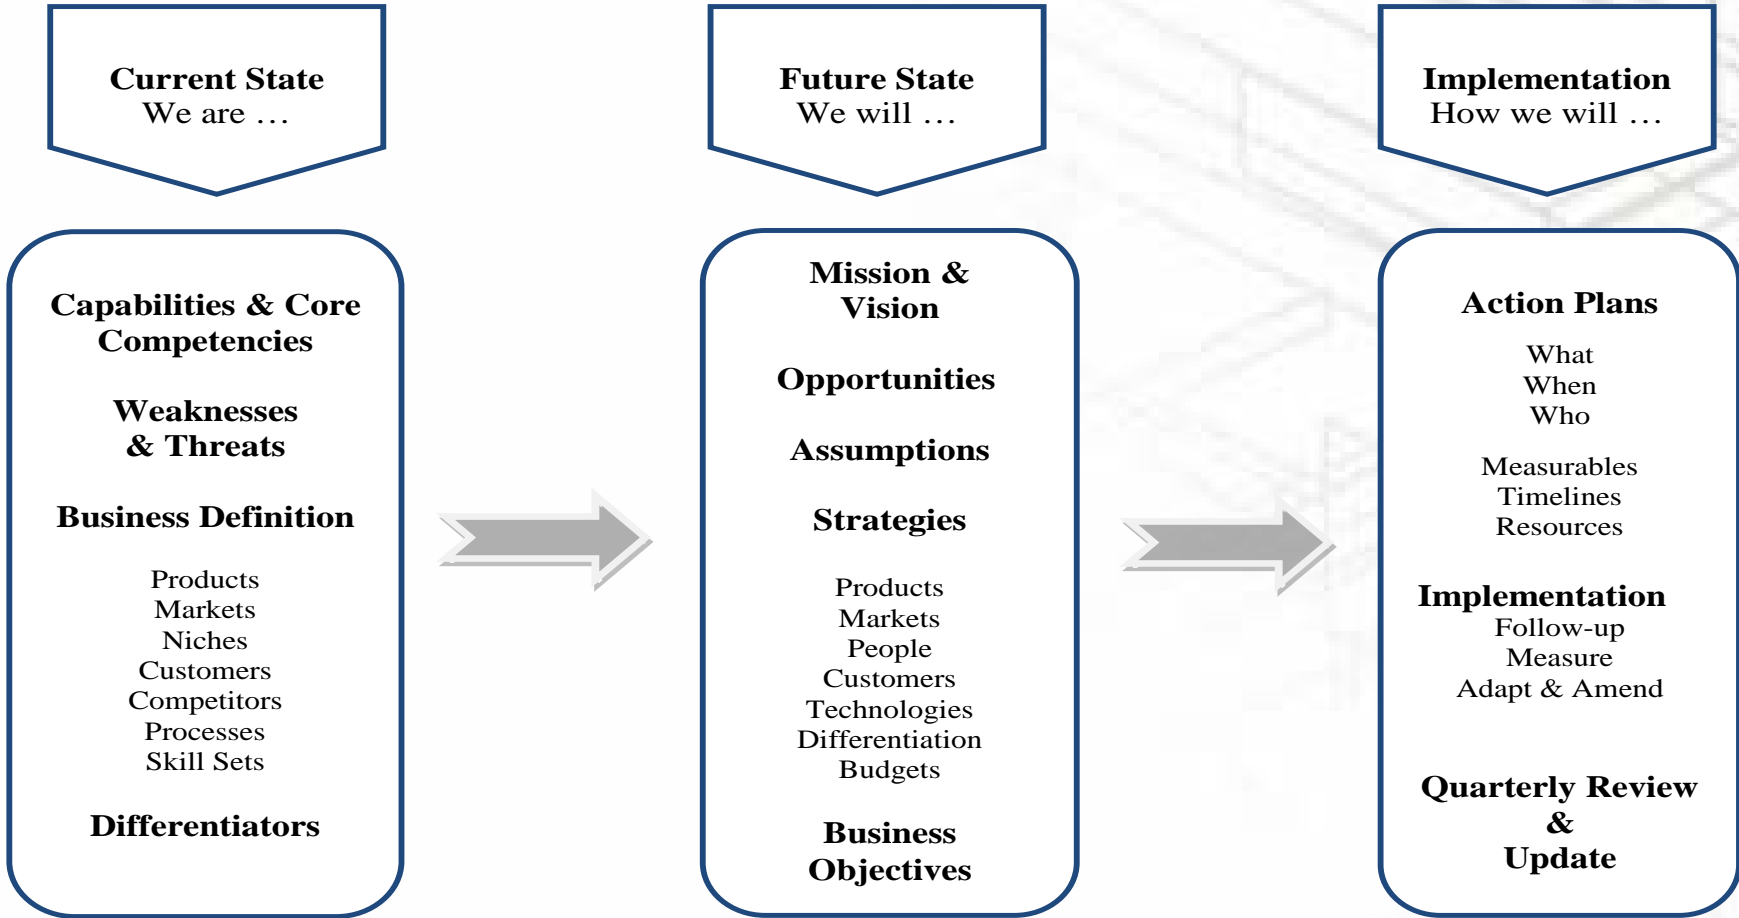 Current State
We are …
Capabilities & Core
Competencies
Weaknesses
& Threats
Business Definition
Products
Markets
Niches
Customers
Competitors
Processes
Skill Sets
Differentiators
Future State
We will …
Mission &
Vision
Opportunities
Assumptions
Strategies
Products
Markets
People
Customers
Technologies
Differentiation
Budgets
Business
Objectives
Implementation
How we will …
Action Plans
What
When
Who
Measurables
Timelines
Resources
Implementation
Follow-up
Measure
Adapt & Amend
Quarterly Review
&
Update